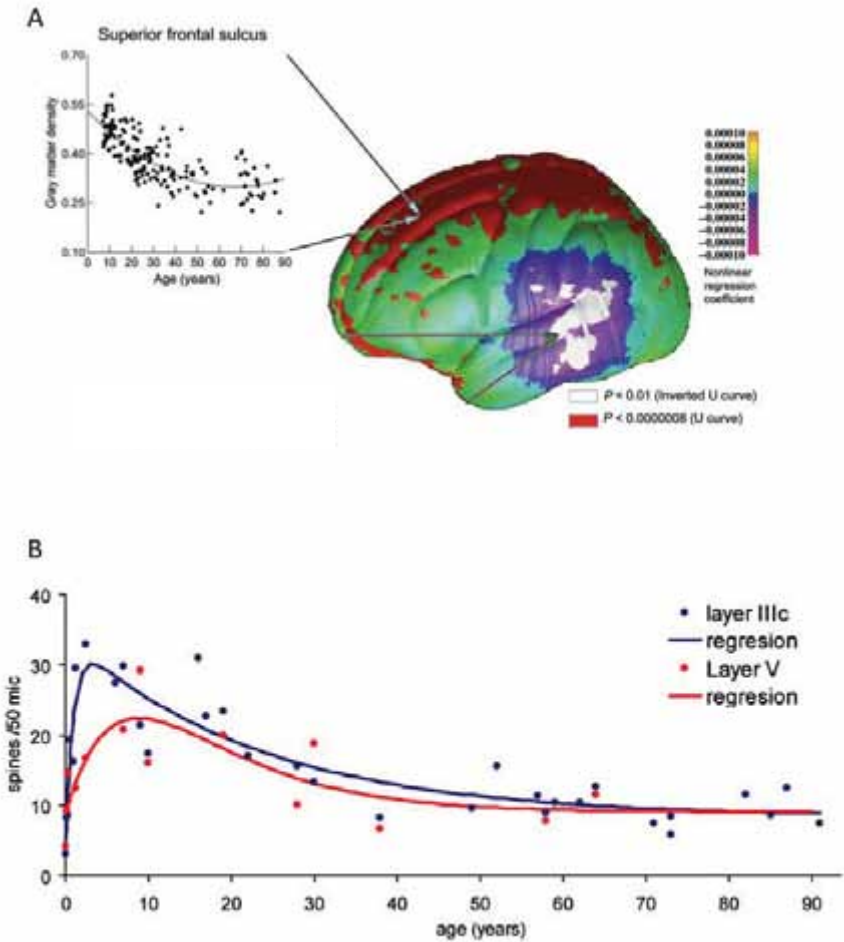 A
Superior frontal sulcus
0.70
0.55
0.40
0.25
0.10
Gray matter density
0 10 20 30 40 50 60 70 80 90
Age (years)
0.00010
0.00008
0.00006
0.00004
0.00002
0.00000
−0.00002
−0.00004
−0.00006
−0.00008
−0.00010
Nonlinear
regression
coefficient
P < 0.01 (Inverted U curve)
P < 0.0000008 (U curve)
B
40
30
20
10
0
spines /50 mic
layer IIIc
regresion
Layer V
regresion
0 10 20 30 40 50 60 70 80 90
age (years)